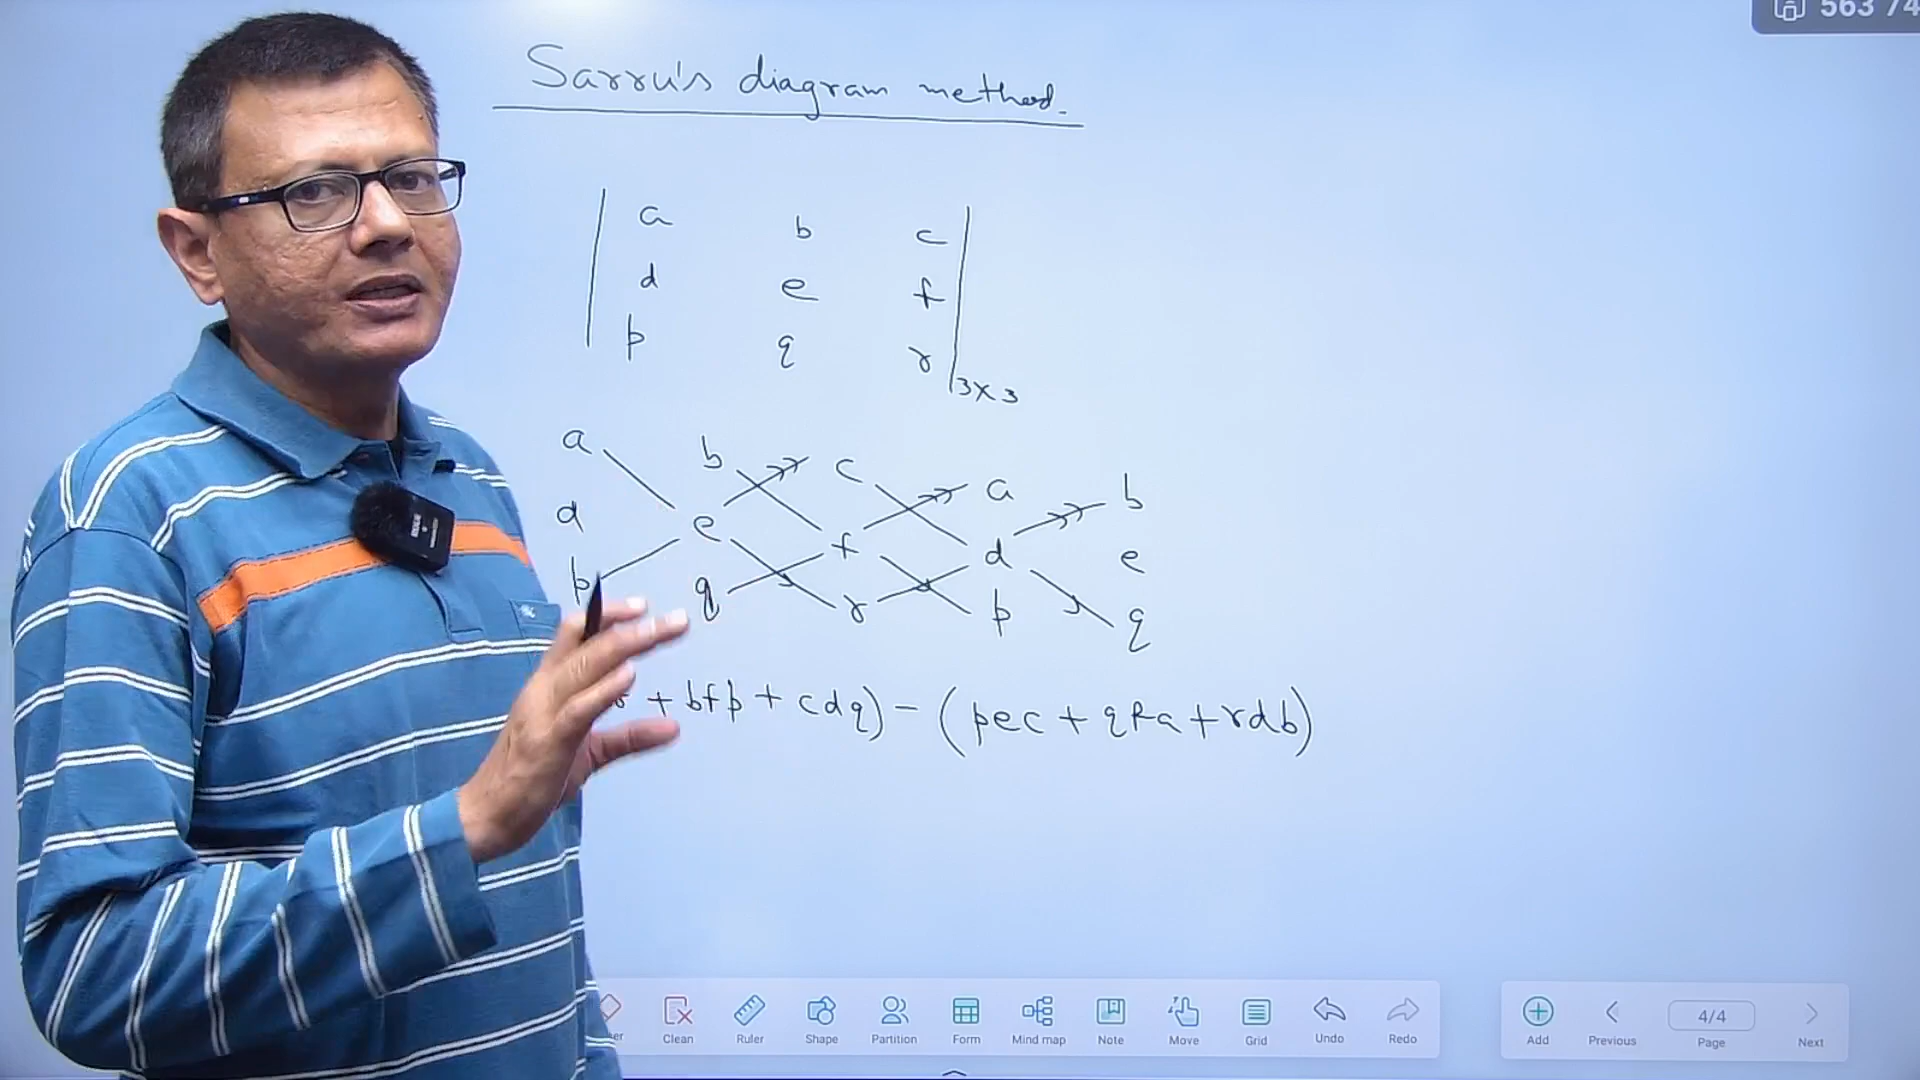 563 74
Sarru's diagram method.
a b c
d e f
p q r
3x3
a b c a b
d e f d e
p q r p q
+ bfp + cdq) - (pec + qfa + rdb)
Clean Ruler Shape Partition Form Mind map Note Move Grid Undo Redo Add Previous 4/4 Page Next